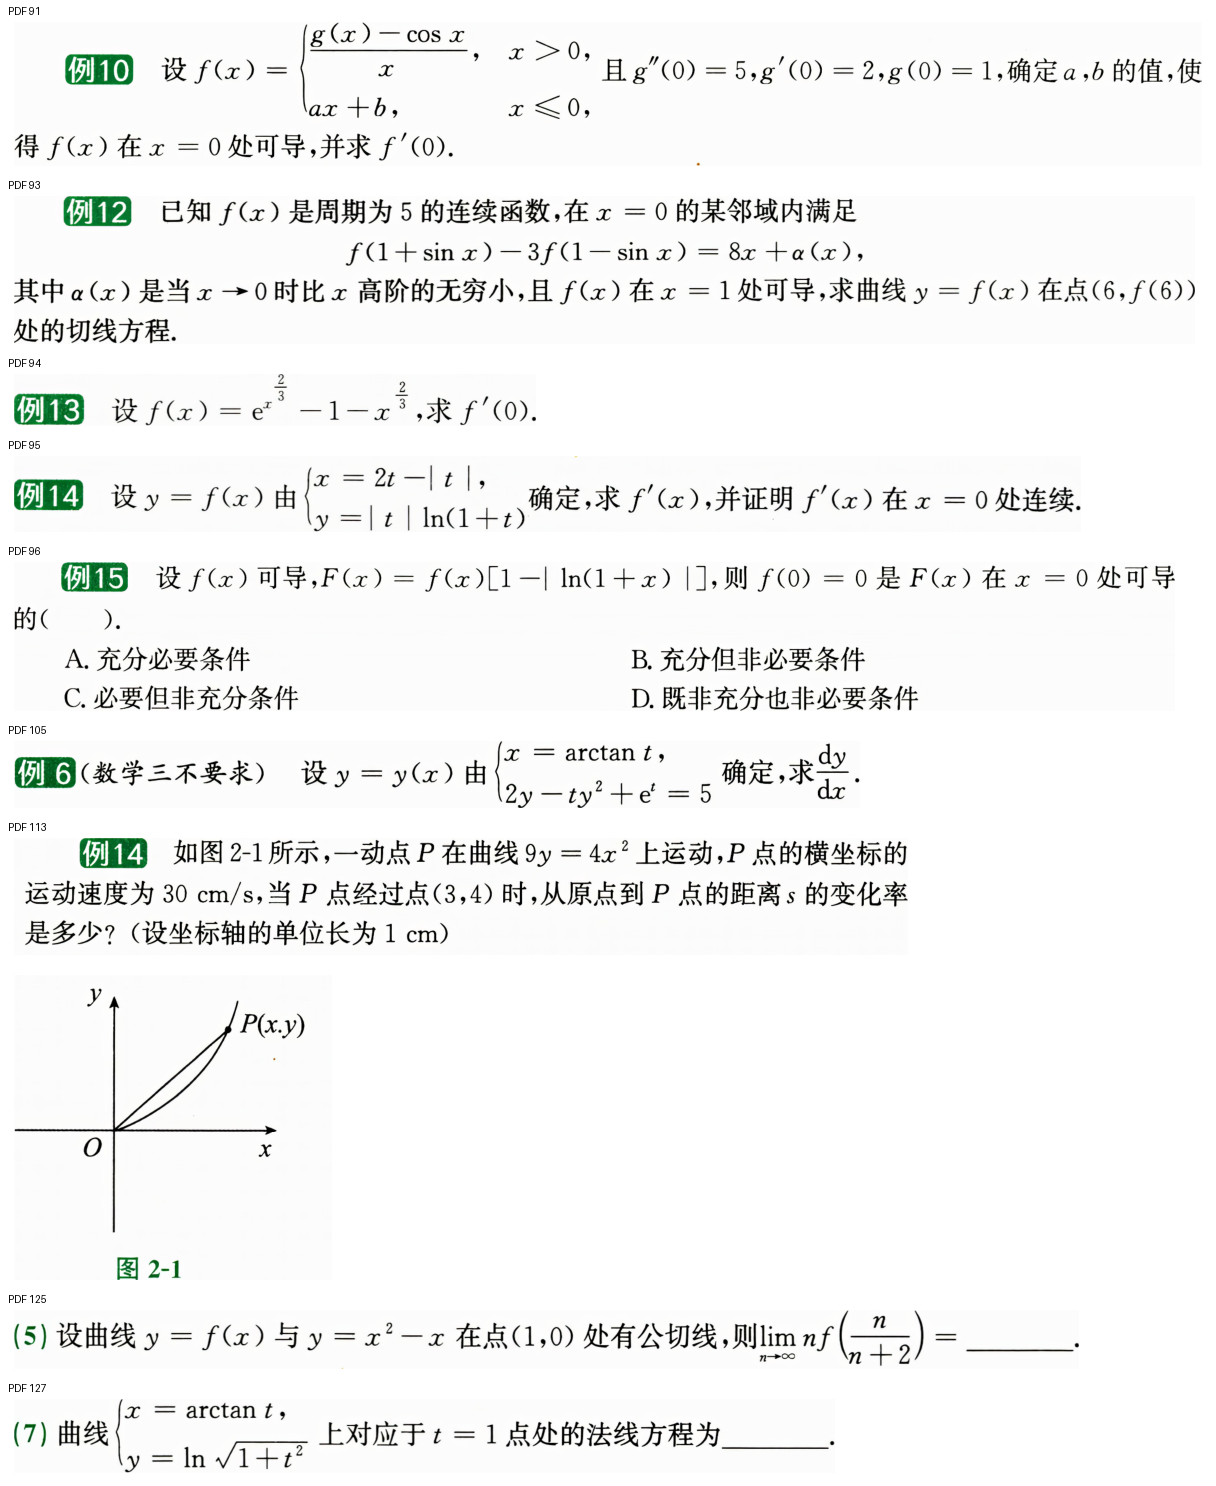 PDF91
例10 设 f(x) = { (g(x) − cos x)/x, x > 0, 且 g″(0) = 5, g′(0) = 2, g(0) = 1, 确定 a, b 的值, 使
ax + b, x ⩽ 0,
得 f(x) 在 x = 0 处可导, 并求 f′(0).
PDF93
例12 已知 f(x) 是周期为 5 的连续函数, 在 x = 0 的某邻域内满足
f(1 + sin x) − 3f(1 − sin x) = 8x + α(x),
其中 α(x) 是当 x → 0 时比 x 高阶的无穷小, 且 f(x) 在 x = 1 处可导, 求曲线 y = f(x) 在点(6, f(6))
处的切线方程.
PDF94
例13 设 f(x) = e^{x^{2/3}} − 1 − x^{2/3}, 求 f′(0).
PDF95
例14 设 y = f(x) 由 { x = 2t − | t |,
y = | t | ln(1 + t) 确定, 求 f′(x), 并证明 f′(x) 在 x = 0 处连续.
PDF96
例15 设 f(x) 可导, F(x) = f(x)[1 − | ln(1 + x) |], 则 f(0) = 0 是 F(x) 在 x = 0 处可导
的( ).
A. 充分必要条件 B. 充分但非必要条件
C. 必要但非充分条件 D. 既非充分也非必要条件
PDF105
例 6 (数学三不要求) 设 y = y(x) 由 { x = arctan t,
2y − ty² + eᵗ = 5 确定, 求 dy/dx.
PDF113
例14 如图 2-1 所示, 一动点 P 在曲线 9y = 4x² 上运动, P 点的横坐标的
运动速度为 30 cm/s, 当 P 点经过点(3, 4) 时, 从原点到 P 点的距离 s 的变化率
是多少? (设坐标轴的单位长为 1 cm)
y
P(x.y)
O
x
图 2-1
PDF125
(5) 设曲线 y = f(x) 与 y = x² − x 在点(1, 0) 处有公切线, 则 lim_{n→∞} nf(n/(n + 2)) = ______.
PDF127
(7) 曲线 { x = arctan t,
y = ln √(1 + t²) 上对应于 t = 1 点处的法线方程为______.